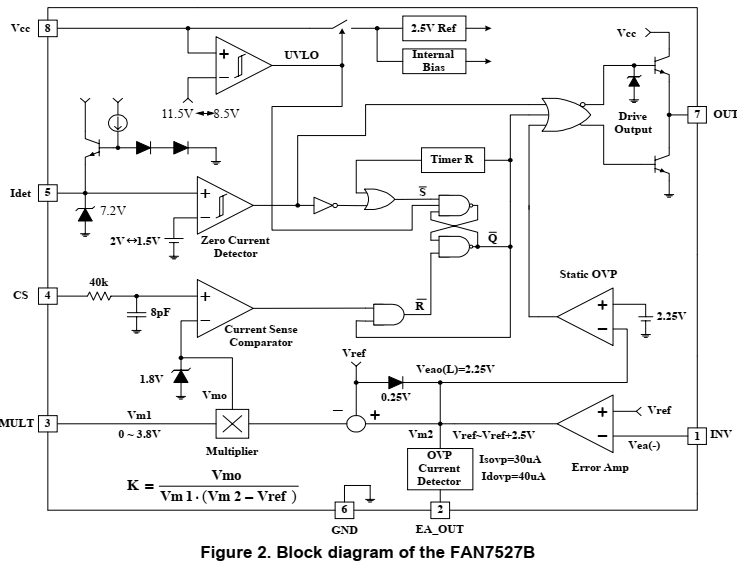 Vcc 8
2.5V Ref
Internal
Bias
Vcc
+
−
UVLO
11.5V 8.5V
7 OUT
Drive
Output
Timer R
Idet 5
7.2V
+
−
2V↔1.5V
Zero Current
Detector
S̅
Q̅
R̅
Static OVP
+
−
2.25V
CS 4
40k
8pF
+
−
Current Sense
Comparator
1.8V
Vmo
Vref
Veao(L)=2.25V
0.25V
MULT 3
Vm1
0 ~ 3.8V
Multiplier
−
+
Vm2
Vref~Vref+2.5V
+
−
Vref
Vea(-)
1 INV
Error Amp
OVP
Current
Detector
Isovp=30uA
Idovp=40uA
K = Vmo
Vm 1 · (Vm 2 – Vref )
6
GND
2
EA_OUT
Figure 2. Block diagram of the FAN7527B